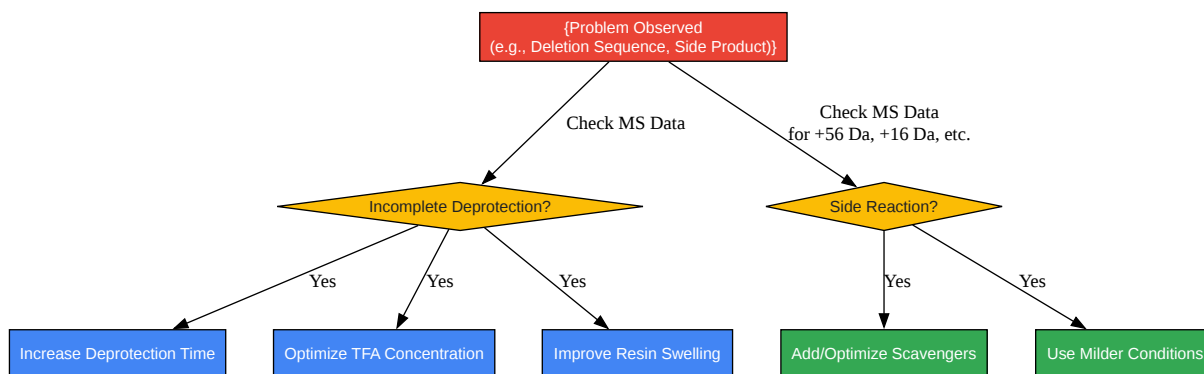 {Problem Observed
(e.g., Deletion Sequence, Side Product)}
Check MS Data
Check MS Data
for +56 Da, +16 Da, etc.
Incomplete Deprotection?
Side Reaction?
Yes
Yes
Yes
Yes
Yes
Increase Deprotection Time
Optimize TFA Concentration
Improve Resin Swelling
Add/Optimize Scavengers
Use Milder Conditions